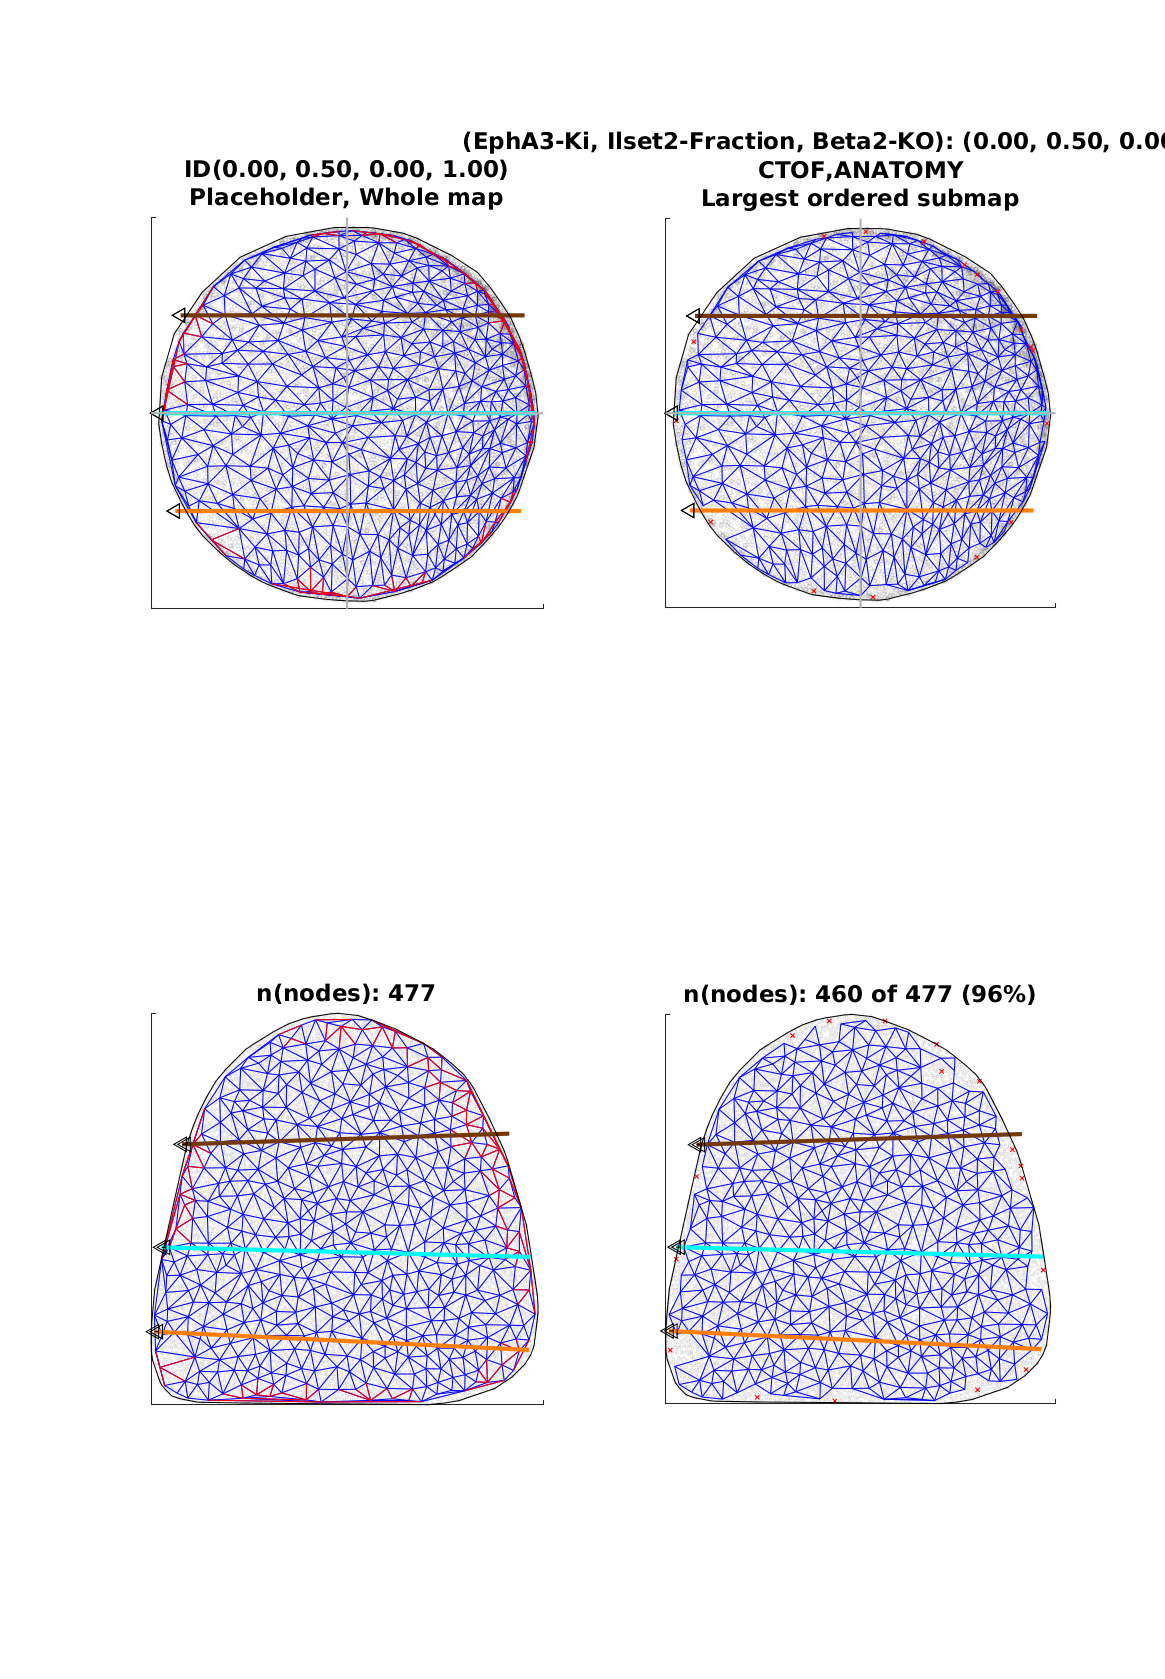 (EphA3-Ki, Ilset2-Fraction, Beta2-KO): (0.00, 0.50, 0.00
ID(0.00, 0.50, 0.00, 1.00)
Placeholder, Whole map
CTOF,ANATOMY
Largest ordered submap
n(nodes): 477
n(nodes): 460 of 477 (96%)